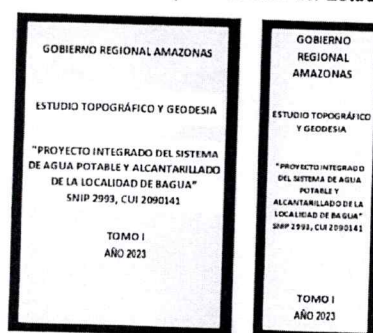 GOBIERNO REGIONAL AMAZONAS
ESTUDIO TOPOGRÁFICO Y GEODESIA
"PROYECTO INTEGRADO DEL SISTEMA
DE AGUA POTABLE Y ALCANTARILLADO
DE LA LOCALIDAD DE BAGUA"
SNIP 2993, CUI 2090141
TOMO I
AÑO 2023
GOBIERNO
REGIONAL
AMAZONAS
ESTUDIO TOPOGRÁFICO
Y GEODESIA
"PROYECTO INTEGRADO
DEL SISTEMA DE AGUA
POTABLE Y
ALCANTARILLADO DE LA
LOCALIDAD DE BAGUA"
SNIP 2993, CUI 2090141
TOMO I
AÑO 2023